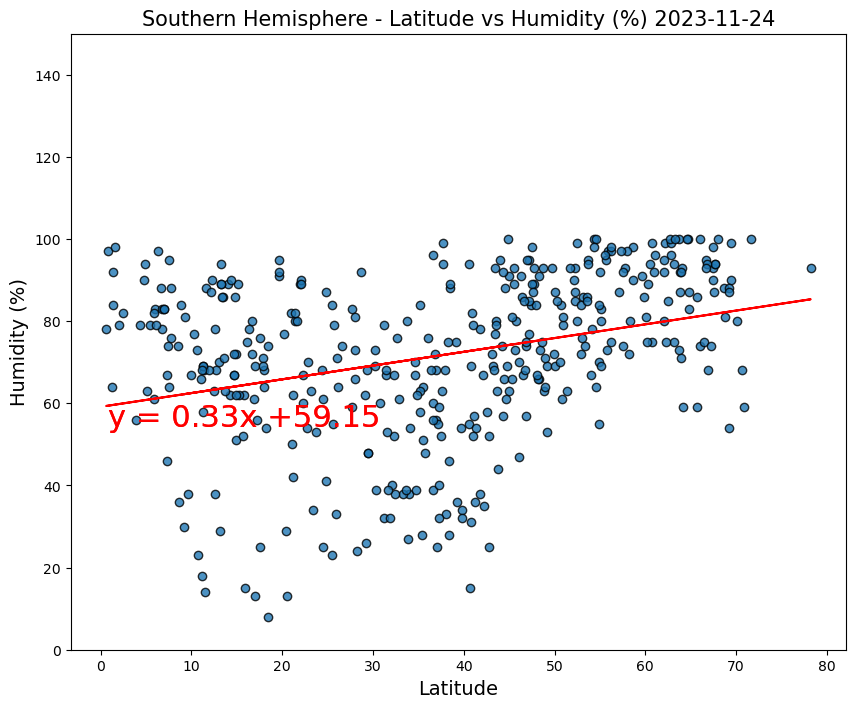 Southern Hemisphere - Latitude vs Humidity (%) 2023-11-24
Humidity (%)
140
120
100
80
60
40
20
0
y = 0.33x +59.15
0 10 20 30 40 50 60 70 80
Latitude